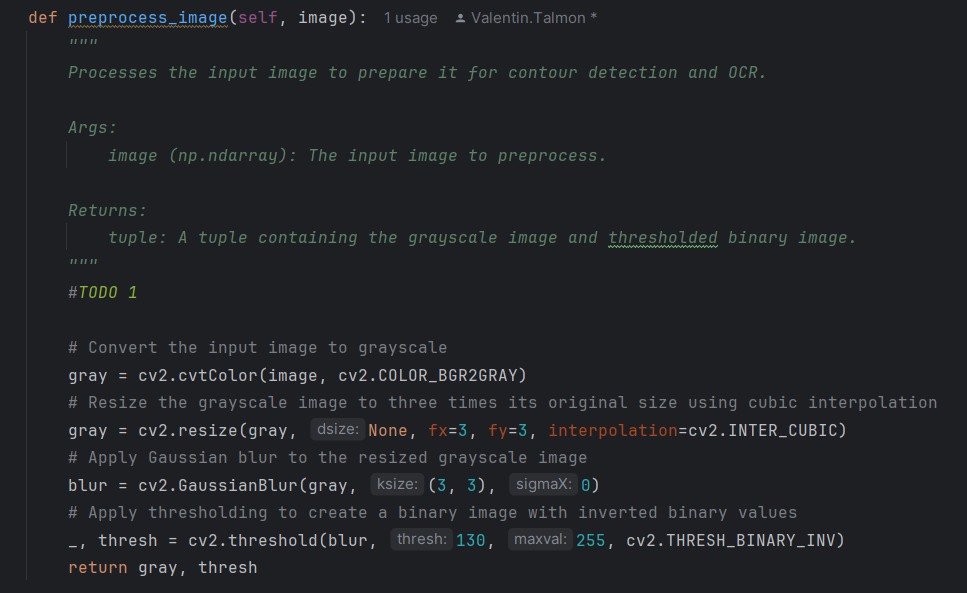 def preprocess_image(self, image): 1 usage Valentin.Talmon *
"""
Processes the input image to prepare it for contour detection and OCR.
Args:
image (np.ndarray): The input image to preprocess.
Returns:
tuple: A tuple containing the grayscale image and thresholded binary image.
"""
#TODO 1
# Convert the input image to grayscale
gray = cv2.cvtColor(image, cv2.COLOR_BGR2GRAY)
# Resize the grayscale image to three times its original size using cubic interpolation
gray = cv2.resize(gray, dsize: None, fx=3, fy=3, interpolation=cv2.INTER_CUBIC)
# Apply Gaussian blur to the resized grayscale image
blur = cv2.GaussianBlur(gray, ksize: (3, 3), sigmaX: 0)
# Apply thresholding to create a binary image with inverted binary values
_, thresh = cv2.threshold(blur, thresh: 130, maxval: 255, cv2.THRESH_BINARY_INV)
return gray, thresh